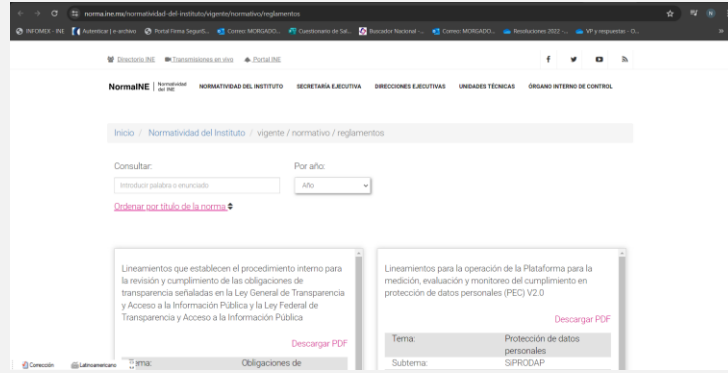 norma.ine.mx/normatividad-del-instituto/vigente/normativo/reglamentos
INFOMEX - INE
Autenticar | e-archivo
Portal Firma SeguriS...
Correo: MORGADO...
Cuestionario de Sat...
Buscador Nacional -...
Correo: MORGADO...
Resoluciones 2022 -...
VP y respuestas - O...
Directorio INE
Transmisiones en vivo
Portal INE
NormaINE | Normatividad del INE
NORMATIVIDAD DEL INSTITUTO
SECRETARÍA EJECUTIVA
DIRECCIONES EJECUTIVAS
UNIDADES TÉCNICAS
ÓRGANO INTERNO DE CONTROL
Inicio / Normatividad del Instituto / vigente / normativo / reglamentos
Consultar:
Por año:
Introducir palabra o enunciado
Año
Ordenar por título de la norma
Lineamientos que establecen el procedimiento interno para
la revisión y cumplimiento de las obligaciones de
transparencia señaladas en la Ley General de Transparencia
y Acceso a la Información Pública y la Ley Federal de
Transparencia y Acceso a la Información Pública
Descargar PDF
Tema:
Obligaciones de
Lineamientos para la operación de la Plataforma para la
medición, evaluación y monitoreo del cumplimiento en
protección de datos personales (PEC) V2.0
Descargar PDF
Tema:
Protección de datos
personales
Subtema:
SiPRODAP
Corrección
Latinoamericano